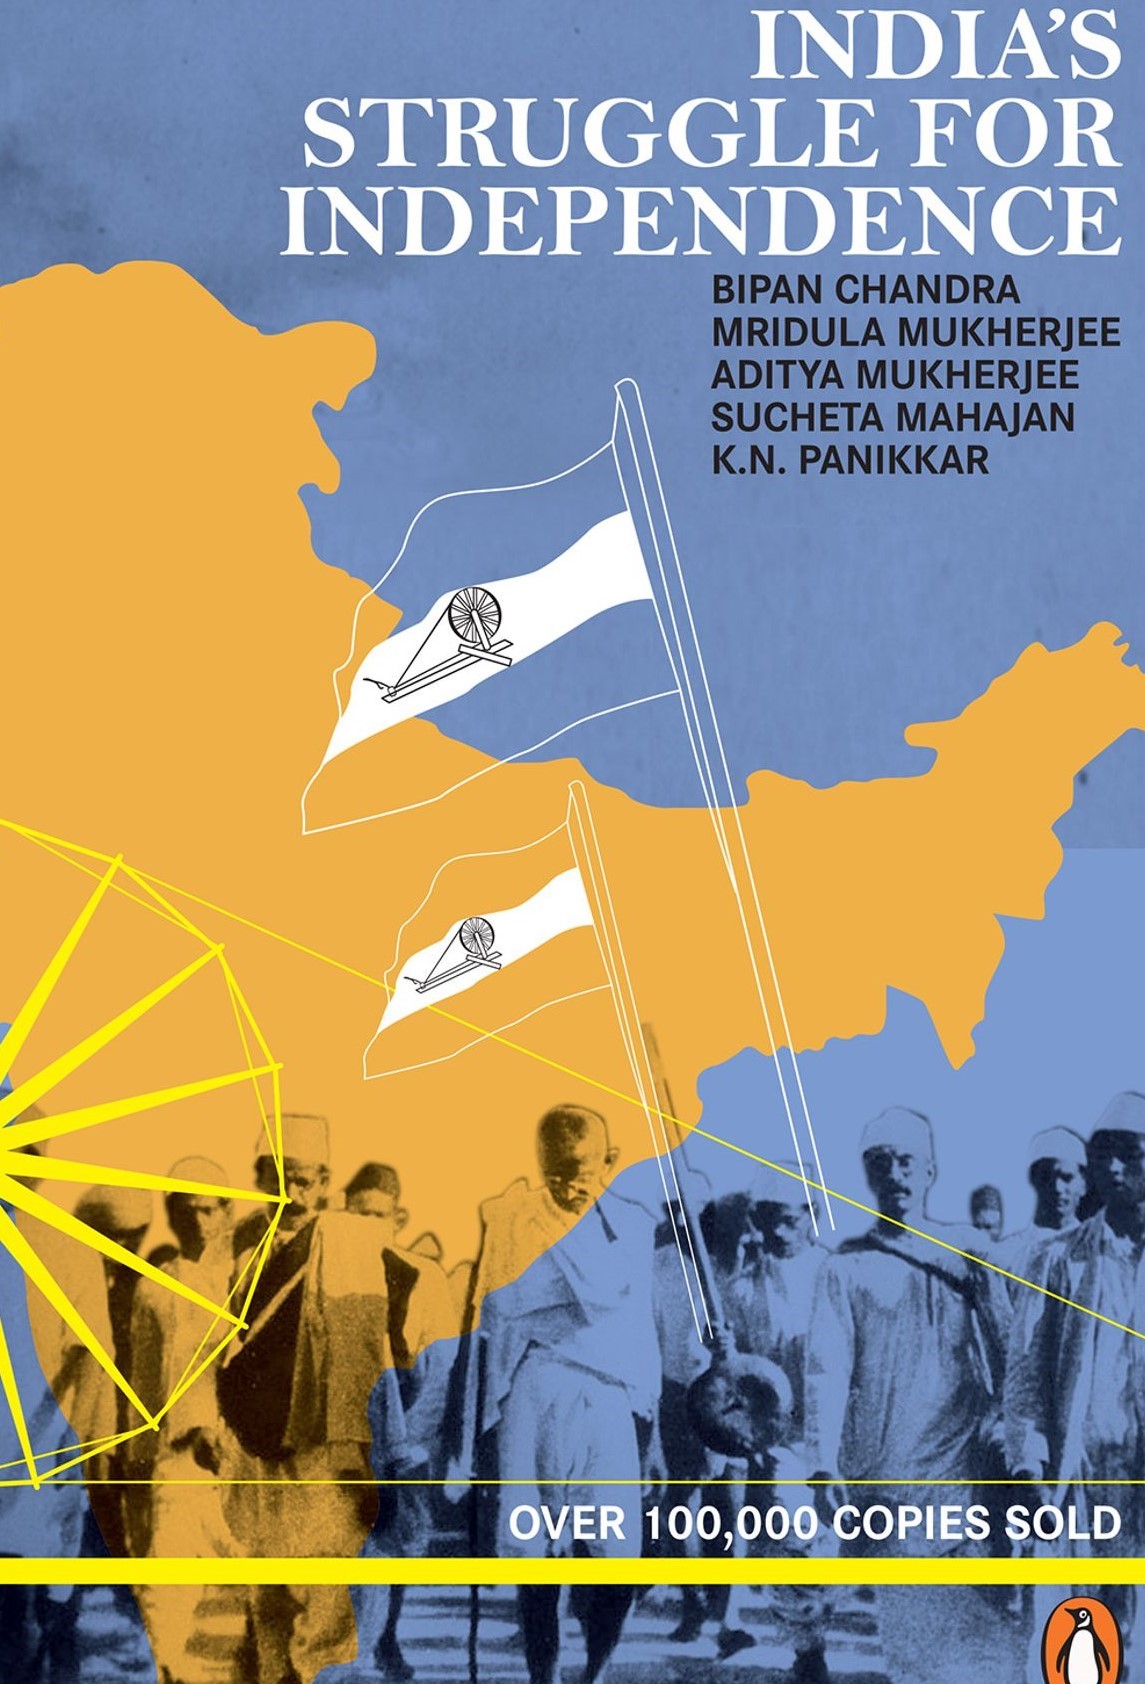 INDIA’S
STRUGGLE FOR
INDEPENDENCE
BIPAN CHANDRA
MRIDULA MUKHERJEE
ADITYA MUKHERJEE
SUCHETA MAHAJAN
K.N. PANIKKAR
OVER 100,000 COPIES SOLD